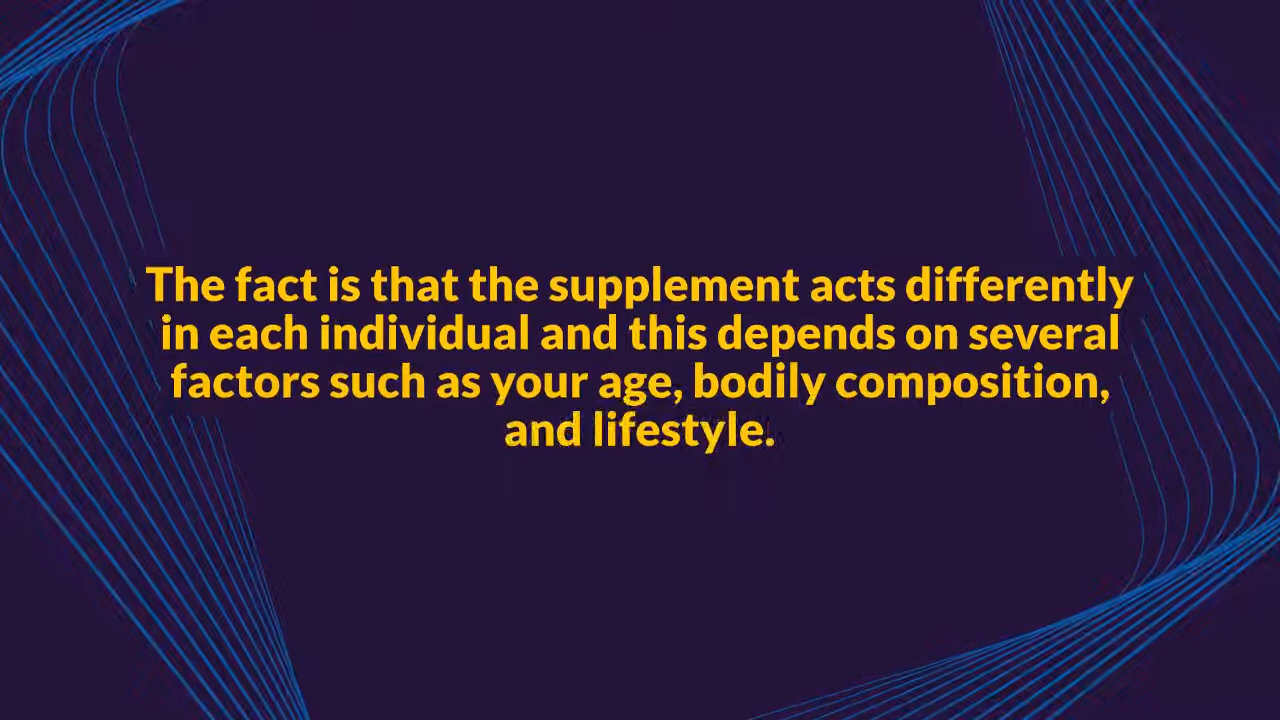 The fact is that the supplement acts differently
in each individual and this depends on several
factors such as your age, bodily composition,
and lifestyle.